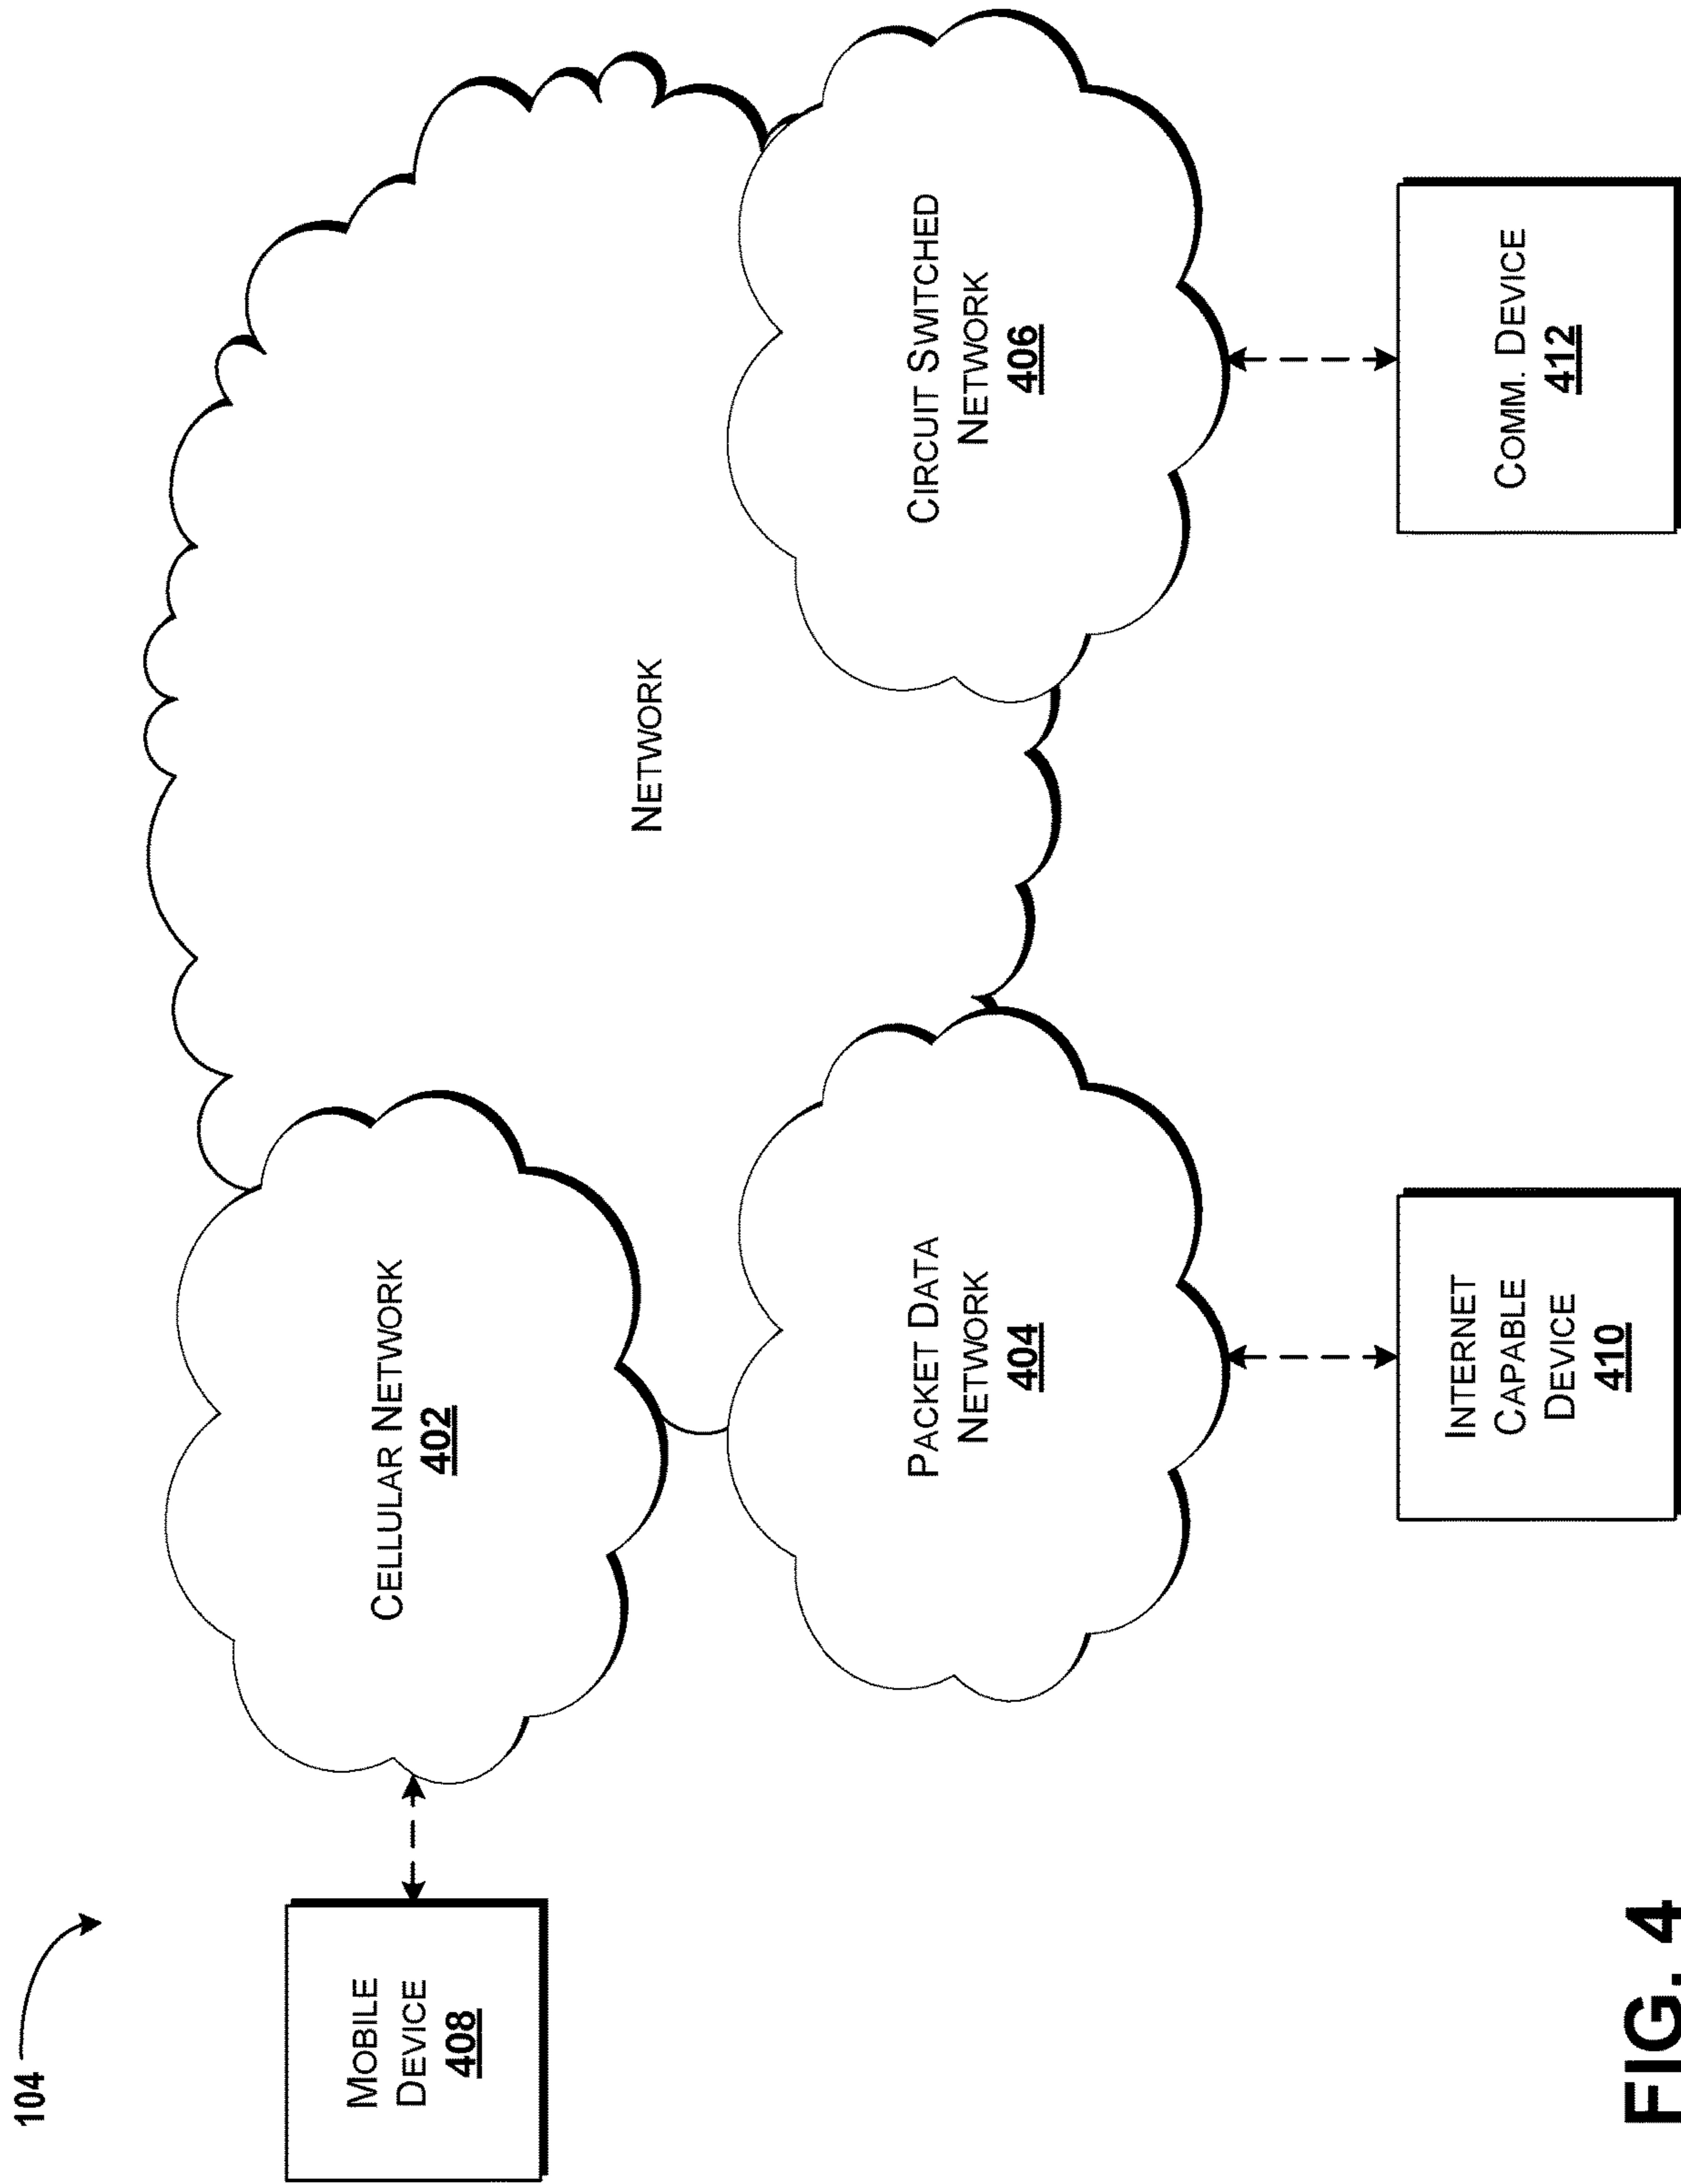 104
MOBILE
DEVICE
408
CELLULAR NETWORK
402
NETWORK
PACKET DATA
NETWORK
404
CIRCUIT SWITCHED
NETWORK
406
INTERNET
CAPABLE
DEVICE
410
COMM. DEVICE
412
FIG. 4